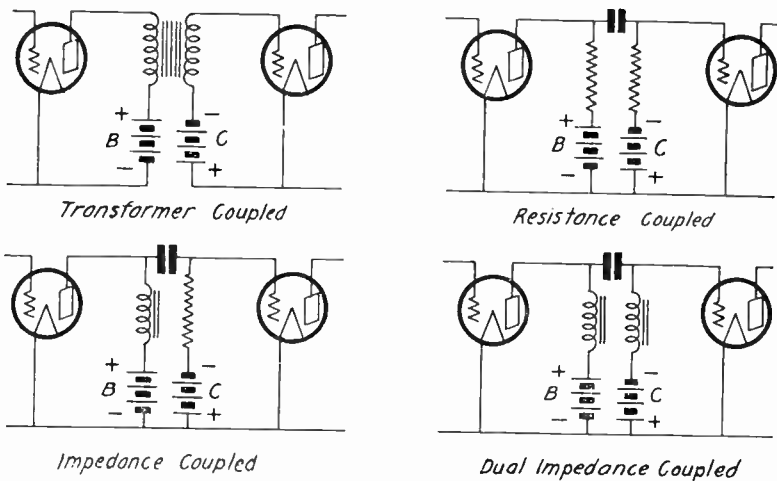 + −
B C
− +
Transformer Coupled
+ −
B C
− +
Resistance Coupled
+ −
B C
− +
Impedance Coupled
+ −
B C
− +
Dual Impedance Coupled